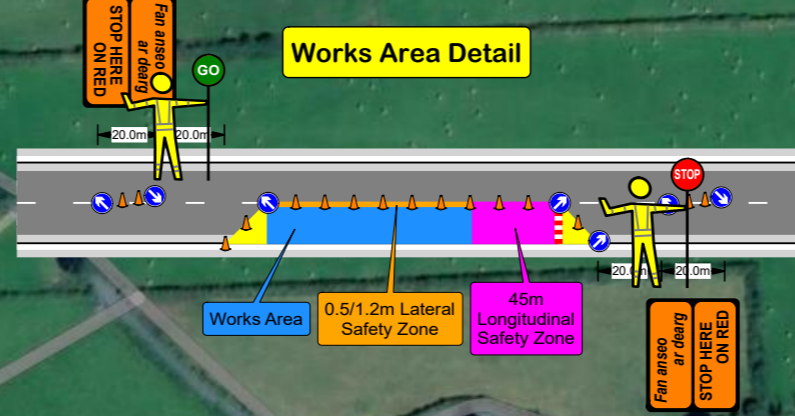 Works Area Detail
Fan anseo
ar dearg
STOP HERE
ON RED
GO
20.0m
20.0m
STOP
20.0m
20.0m
Works Area
0.5/1.2m Lateral
Safety Zone
45m
Longitudinal
Safety Zone
Fan anseo
ar dearg
STOP HERE
ON RED